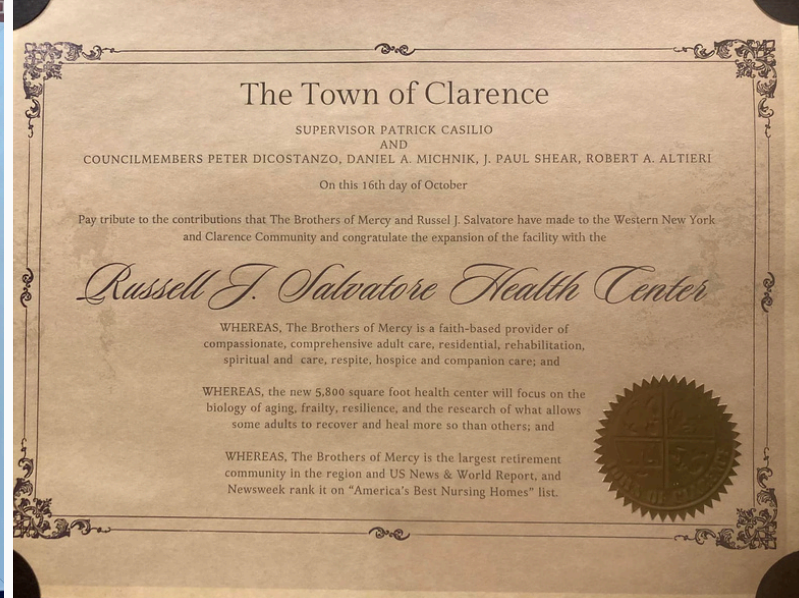 The Town of Clarence
SUPERVISOR PATRICK CASILIO
AND
COUNCILMEMBERS PETER DICOSTANZO, DANIEL A. MICHNIK, J. PAUL SHEAR, ROBERT A. ALTIERI
On this 16th day of October
Pay tribute to the contributions that The Brothers of Mercy and Russel J. Salvatore have made to the Western New York
and Clarence Community and congratulate the expansion of the facility with the
Russell J. Salvatore Health Center
WHEREAS, The Brothers of Mercy is a faith-based provider of
compassionate, comprehensive adult care, residential, rehabilitation,
spiritual and care, respite, hospice and companion care; and
WHEREAS, the new 5,800 square foot health center will focus on the
biology of aging, frailty, resilience, and the research of what allows
some adults to recover and heal more so than others; and
WHEREAS, The Brothers of Mercy is the largest retirement
community in the region and US News & World Report, and
Newsweek rank it on “America's Best Nursing Homes” list.
TOWN OF CLARENCE